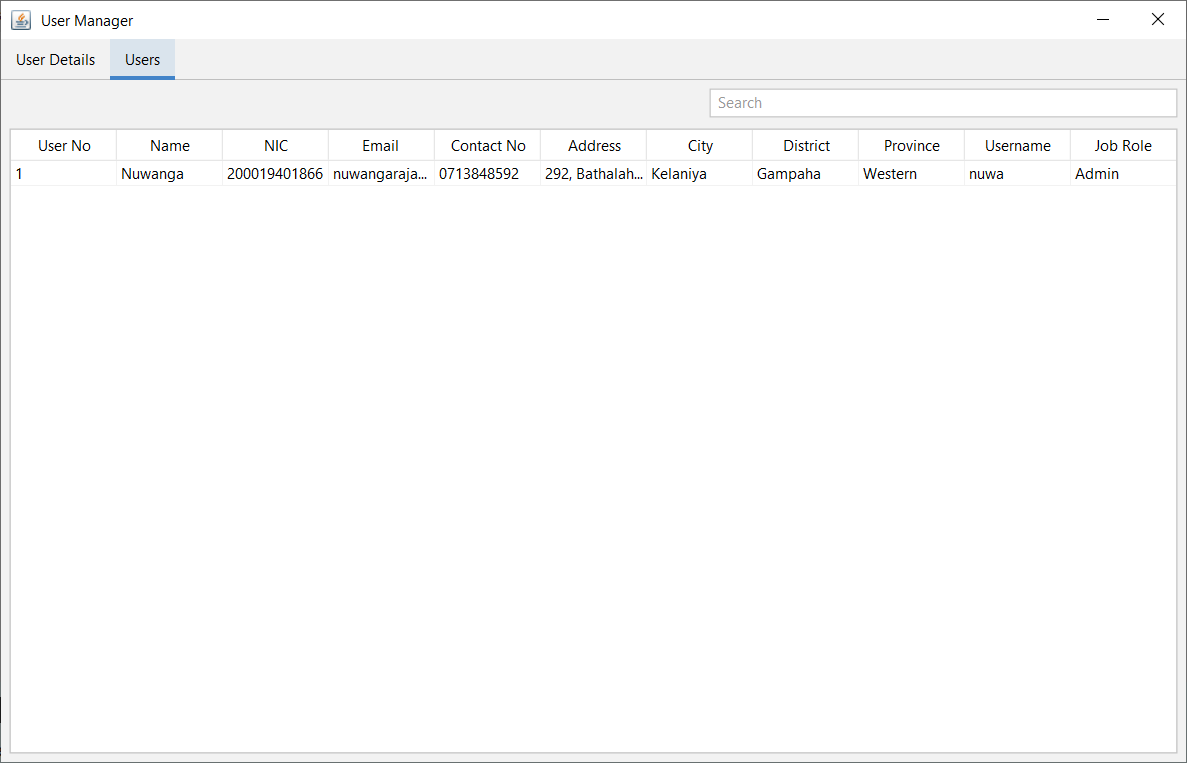 User Manager
User Details Users
Search
User No Name NIC Email Contact No Address City District Province Username Job Role
1 Nuwanga 200019401866 nuwangaraja... 0713848592 292, Bathalah... Kelaniya Gampaha Western nuwa Admin